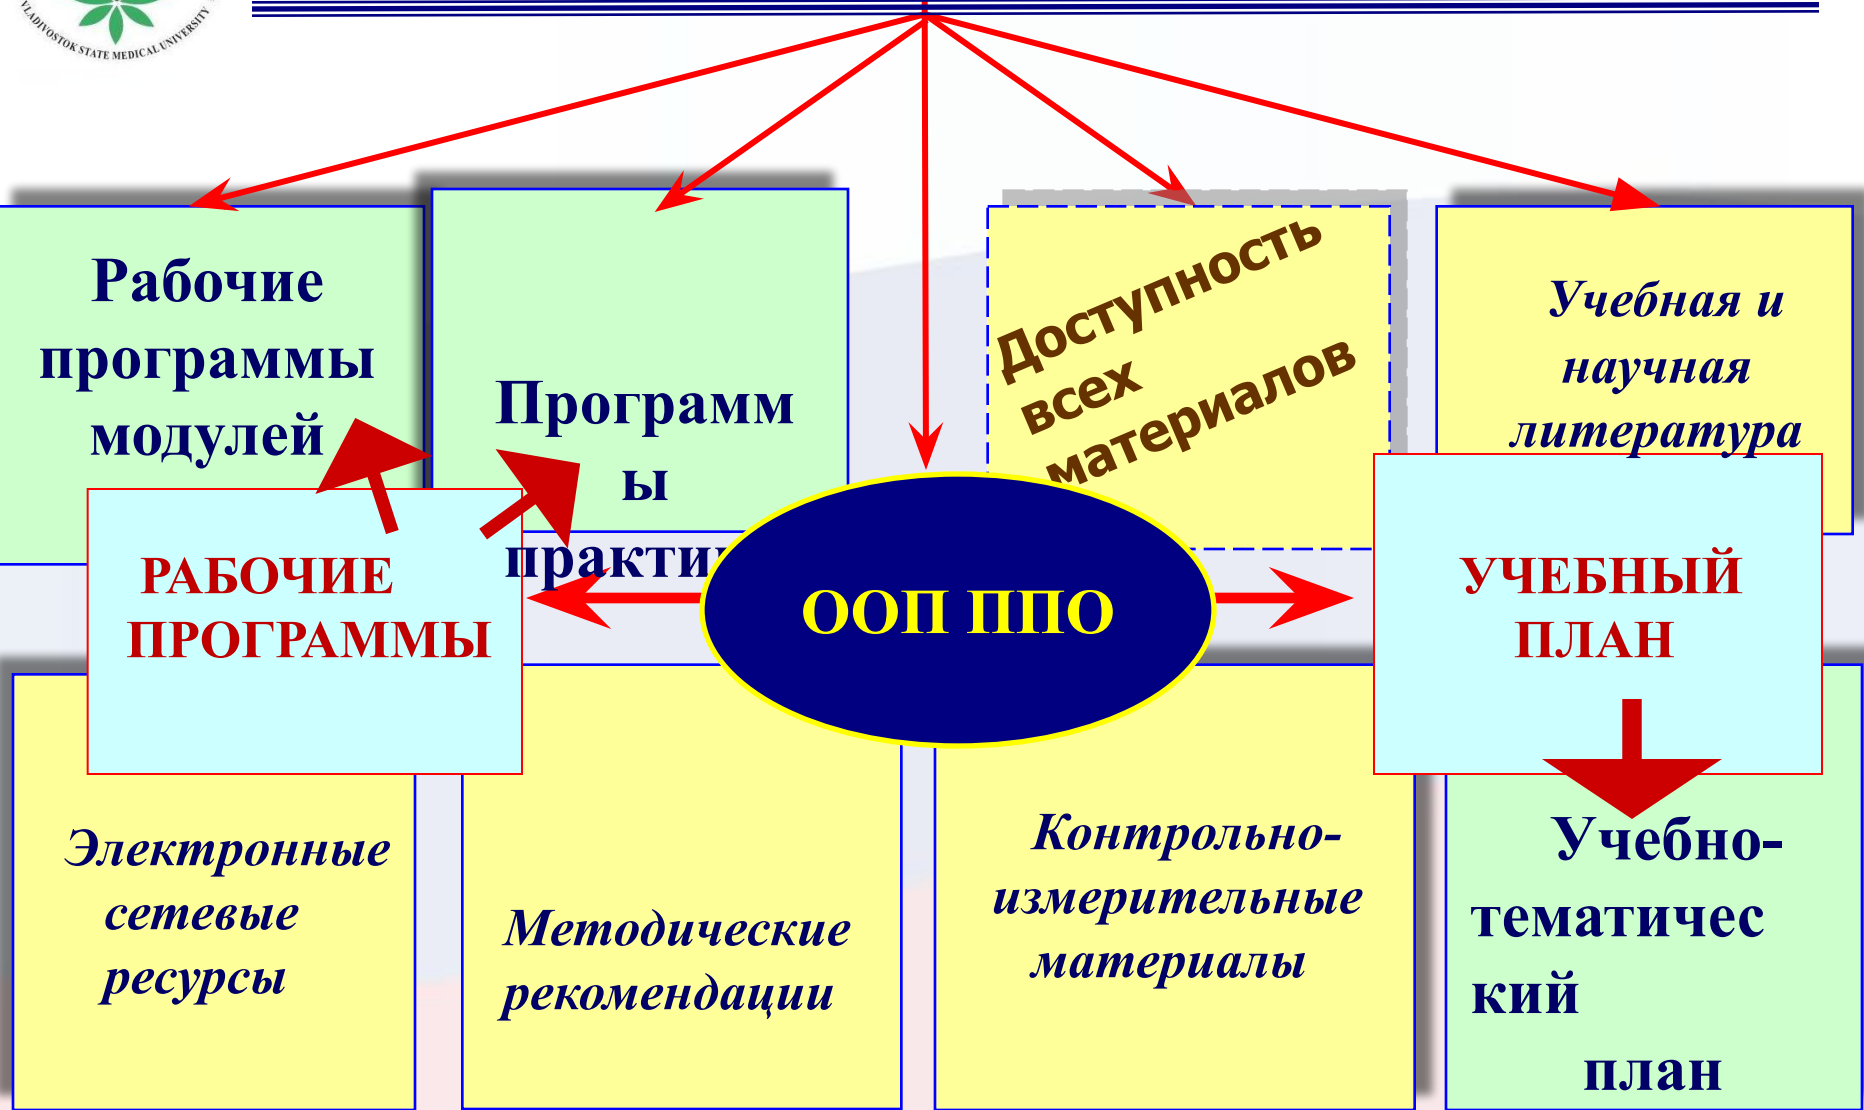 VLADIVOSTOK STATE MEDICAL UNIVERSITY
Рабочие
программы
модулей
Программ
ы
Доступность
всех
материалов
Учебная и
научная
литература
РАБОЧИЕ
ПРОГРАММЫ
ООП ППО
УЧЕБНЫЙ
ПЛАН
Электронные
сетевые
ресурсы
Методические
рекомендации
Контрольно-
измерительные
материалы
Учебно-
тематичес
кий
план